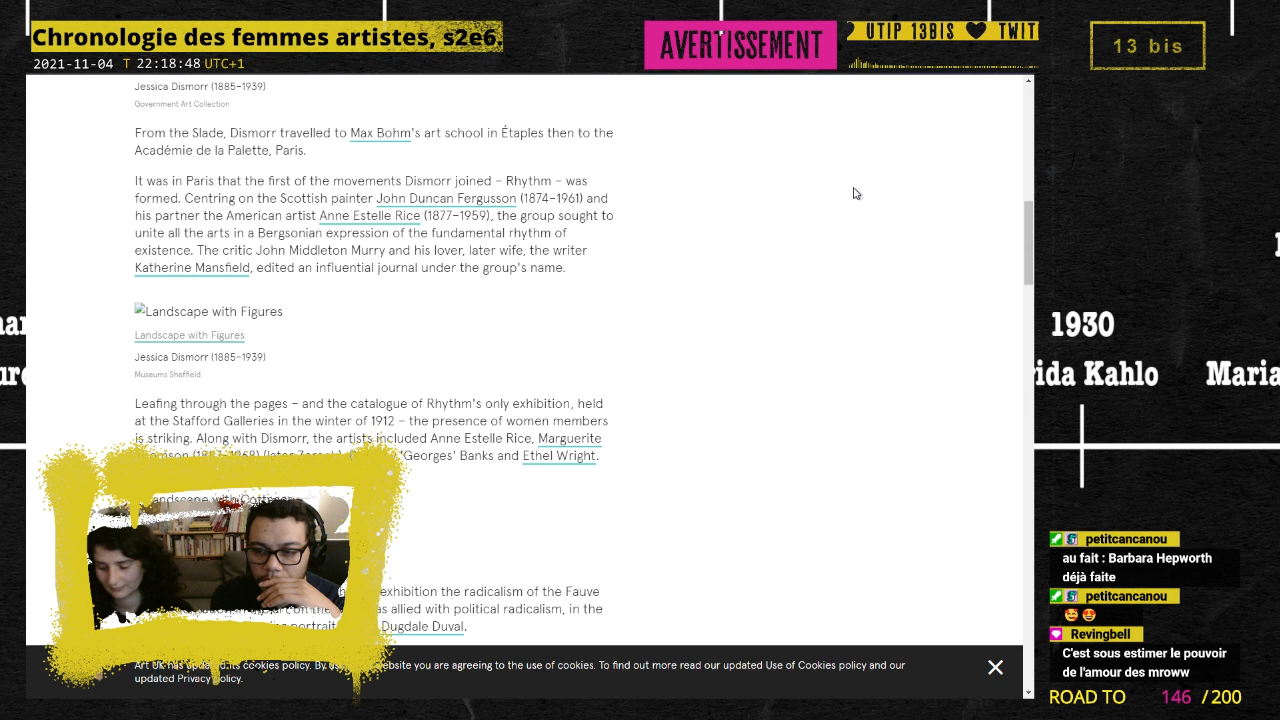 Chronologie des femmes artistes, s2e6.
2021-11-04 T 22:18:48 UTC+1
AVERTISSEMENT
UTIP 13BIS ♥ TWIT
13 bis
Jessica Dismorr (1885–1939)
Government Art Collection
From the Slade, Dismorr travelled to Max Bohm's art school in Étaples then to the
Académie de la Palette, Paris.
It was in Paris that the first of the movements Dismorr joined – Rhythm – was
formed. Centring on the Scottish painter John Duncan Fergusson (1874–1961) and
his partner the American artist Anne Estelle Rice (1877–1959), the group sought to
unite all the arts in a Bergsonian expression of the fundamental rhythm of
existence. The critic John Middleton Murry and his lover, later wife, the writer
Katherine Mansfield, edited an influential journal under the group's name.
Landscape with Figures
Landscape with Figures
Jessica Dismorr (1885–1939)
Museums Sheffield
Leafing through the pages – and the catalogue of Rhythm's only exhibition, held
at the Stafford Galleries in the winter of 1912 – the presence of women members
is striking. Along with Dismorr, the artists included Anne Estelle Rice, Marguerite
'Georges' Banks and Ethel Wright.
Landscape with Cottages
exhibition the radicalism of the Fauve
as allied with political radicalism, in the
portrait Dugdale Duval.
Art UK has updated its cookies policy. By website you are agreeing to the use of cookies. To find out more read our updated Use of Cookies policy and our
updated Privacy policy.
1930
ida Kahlo
Maria
petitcancanou
au fait : Barbara Hepworth
déjà faite
petitcancanou
🥰 🤩
Revingbell
C'est sous estimer le pouvoir
de l'amour des mroww
ROAD TO 146 / 200